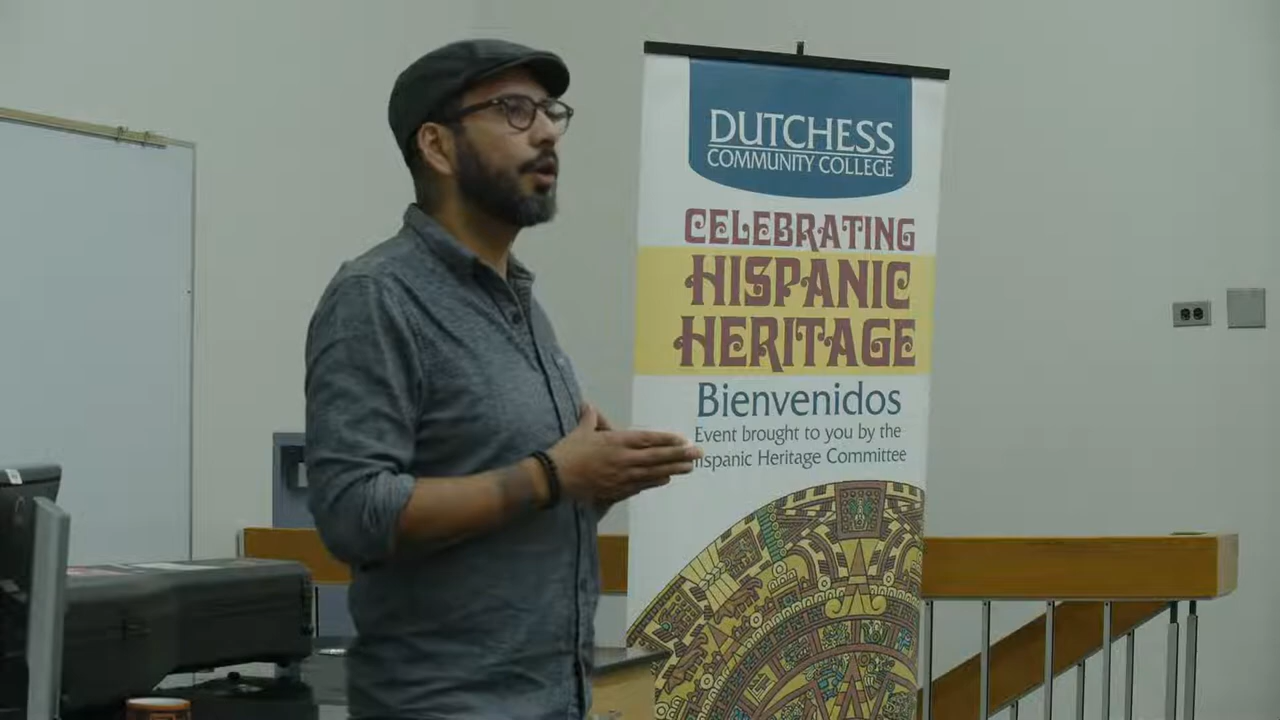 DUTCHESS
COMMUNITY COLLEGE
CELEBRATING
HISPANIC
HERITAGE
Bienvenidos
Event brought to you by the
ispanic Heritage Committee